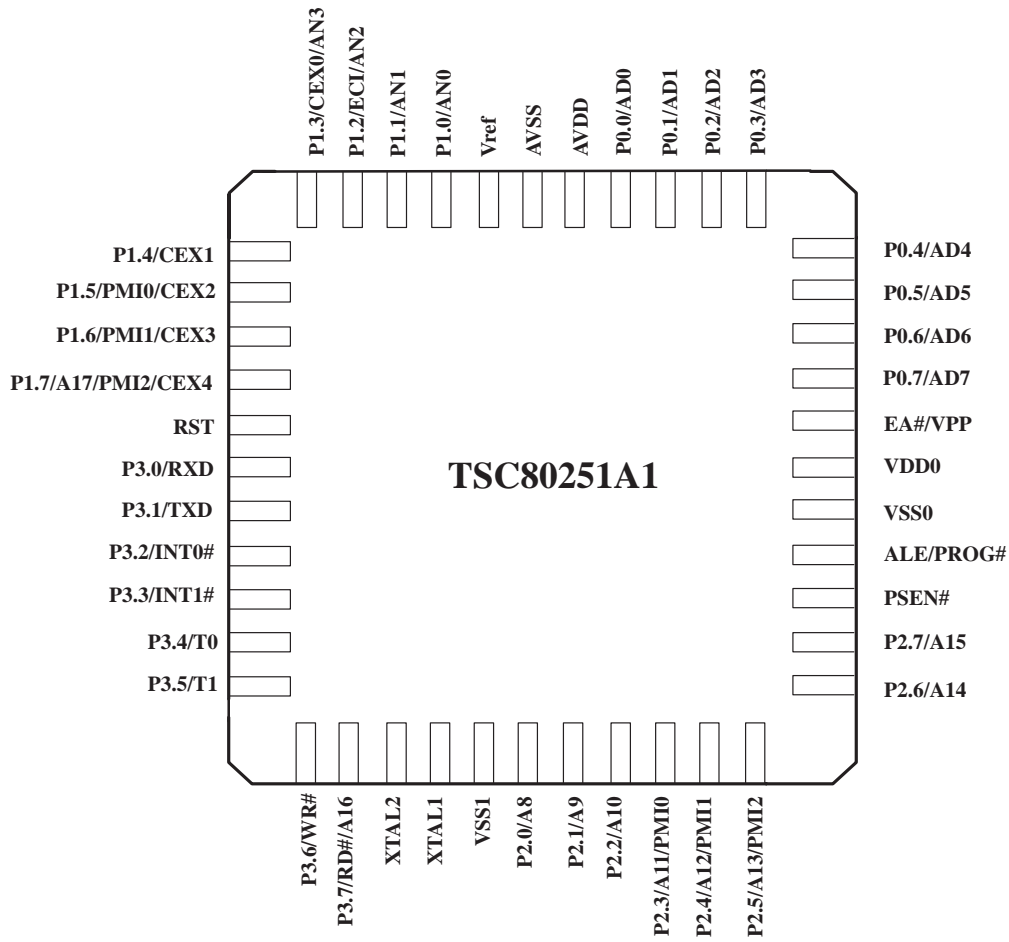 P1.3/CEX0/AN3
P1.2/ECI/AN2
P1.1/AN1
P1.0/AN0
Vref
AVSS
AVDD
P0.0/AD0
P0.1/AD1
P0.2/AD2
P0.3/AD3
P1.4/CEX1
P1.5/PMI0/CEX2
P1.6/PMI1/CEX3
P1.7/A17/PMI2/CEX4
RST
P3.0/RXD
P3.1/TXD
P3.2/INT0#
P3.3/INT1#
P3.4/T0
P3.5/T1
TSC80251A1
P0.4/AD4
P0.5/AD5
P0.6/AD6
P0.7/AD7
EA#/VPP
VDD0
VSS0
ALE/PROG#
PSEN#
P2.7/A15
P2.6/A14
P3.6/WR#
P3.7/RD#/A16
XTAL2
XTAL1
VSS1
P2.0/A8
P2.1/A9
P2.2/A10
P2.3/A11/PMI0
P2.4/A12/PMI1
P2.5/A13/PMI2